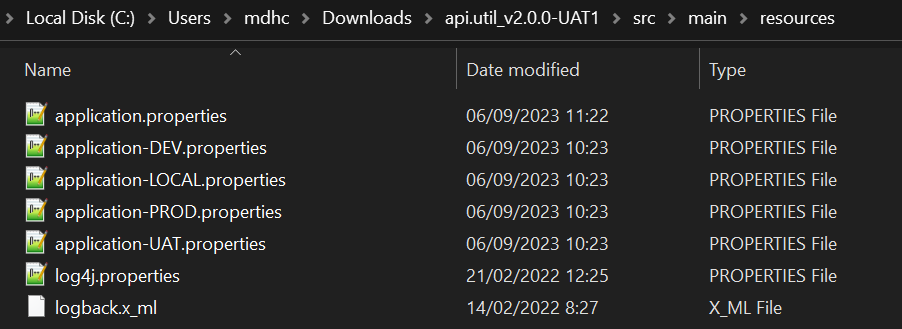 Local Disk (C:) > Users > mdhc > Downloads > api.util_v2.0.0-UAT1 > src > main > resources
Name Date modified Type
application.properties 06/09/2023 11:22 PROPERTIES File
application-DEV.properties 06/09/2023 10:23 PROPERTIES File
application-LOCAL.properties 06/09/2023 10:23 PROPERTIES File
application-PROD.properties 06/09/2023 10:23 PROPERTIES File
application-UAT.properties 06/09/2023 10:23 PROPERTIES File
log4j.properties 21/02/2022 12:25 PROPERTIES File
logback.x_ml 14/02/2022 8:27 X_ML File